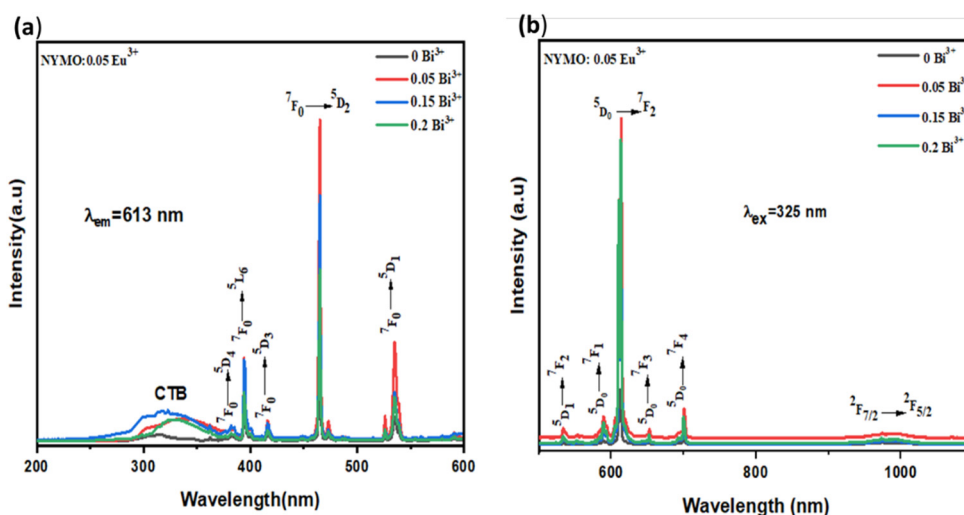 (a)
NYMO:0.05 Eu³⁺
0 Bi³⁺
0.05 Bi³⁺
0.15 Bi³⁺
0.2 Bi³⁺
⁷F₀ → ⁵D₂
λem=613 nm
CTB
⁷F₀ → ⁵D₄
⁷F₀ → ⁵L₆
⁷F₀ → ⁵D₃
⁷F₀ → ⁵D₁
Intensity(a.u)
200 300 400 500 600
Wavelength(nm)
(b)
NYMO: 0.05 Eu³⁺
0 Bi³⁺
0.05 Bi³
0.15 Bi³
0.2 Bi³⁺
⁵D₀ → ⁷F₂
λex=325 nm
⁵D₁ → ⁷F₂
⁵D₀ → ⁷F₁
⁵D₀ → ⁷F₃
⁵D₀ → ⁷F₄
²F₇/₂ → ²F₅/₂
Intensity (a.u)
600 800 1000
Wavelength (nm)